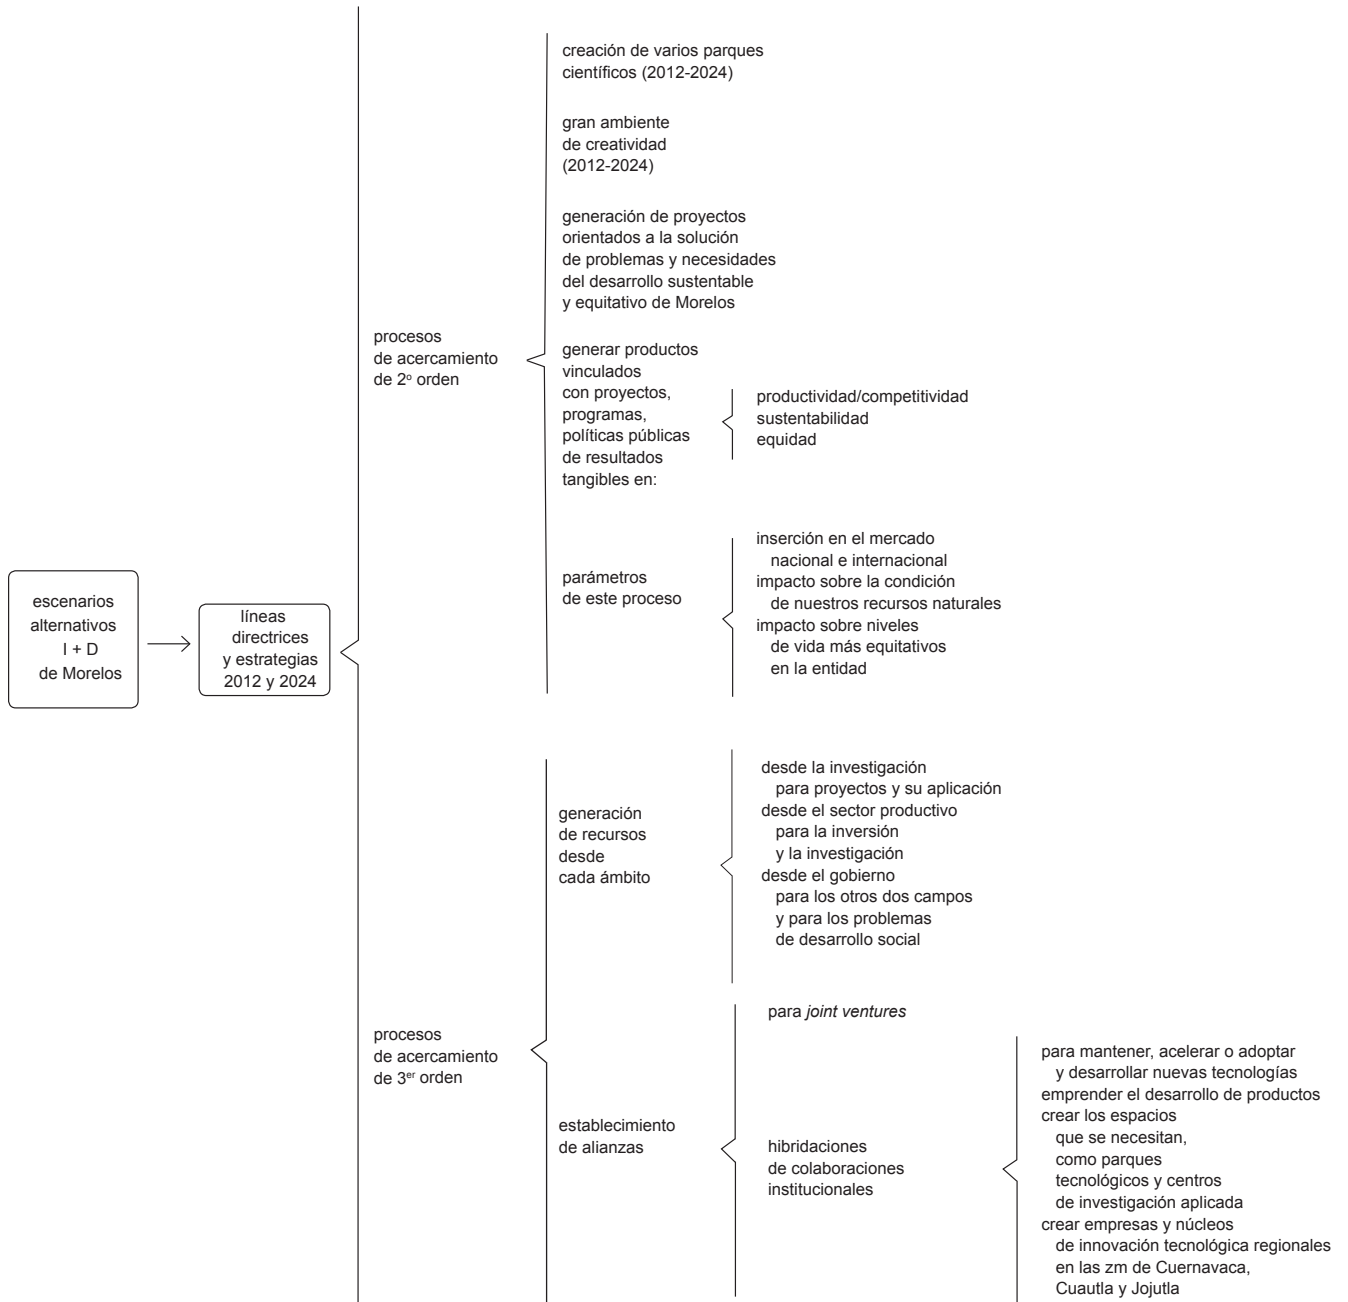 escenarios
alternativos
I + D
de Morelos
líneas
directrices
y estrategias
2012 y 2024
procesos
de acercamiento
de 2º orden
creación de varios parques
científicos (2012-2024)
gran ambiente
de creatividad
(2012-2024)
generación de proyectos
orientados a la solución
de problemas y necesidades
del desarrollo sustentable
y equitativo de Morelos
generar productos
vinculados
con proyectos,
programas,
políticas públicas
de resultados
tangibles en:
productividad/competitividad
sustentabilidad
equidad
parámetros
de este proceso
inserción en el mercado
nacional e internacional
impacto sobre la condición
de nuestros recursos naturales
impacto sobre niveles
de vida más equitativos
en la entidad
procesos
de acercamiento
de 3er orden
generación
de recursos
desde
cada ámbito
desde la investigación
para proyectos y su aplicación
desde el sector productivo
para la inversión
y la investigación
desde el gobierno
para los otros dos campos
y para los problemas
de desarrollo social
establecimiento
de alianzas
para joint ventures
hibridaciones
de colaboraciones
institucionales
para mantener, acelerar o adoptar
y desarrollar nuevas tecnologías
emprender el desarrollo de productos
crear los espacios
que se necesitan,
como parques
tecnológicos y centros
de investigación aplicada
crear empresas y núcleos
de innovación tecnológica regionales
en las zm de Cuernavaca,
Cuautla y Jojutla